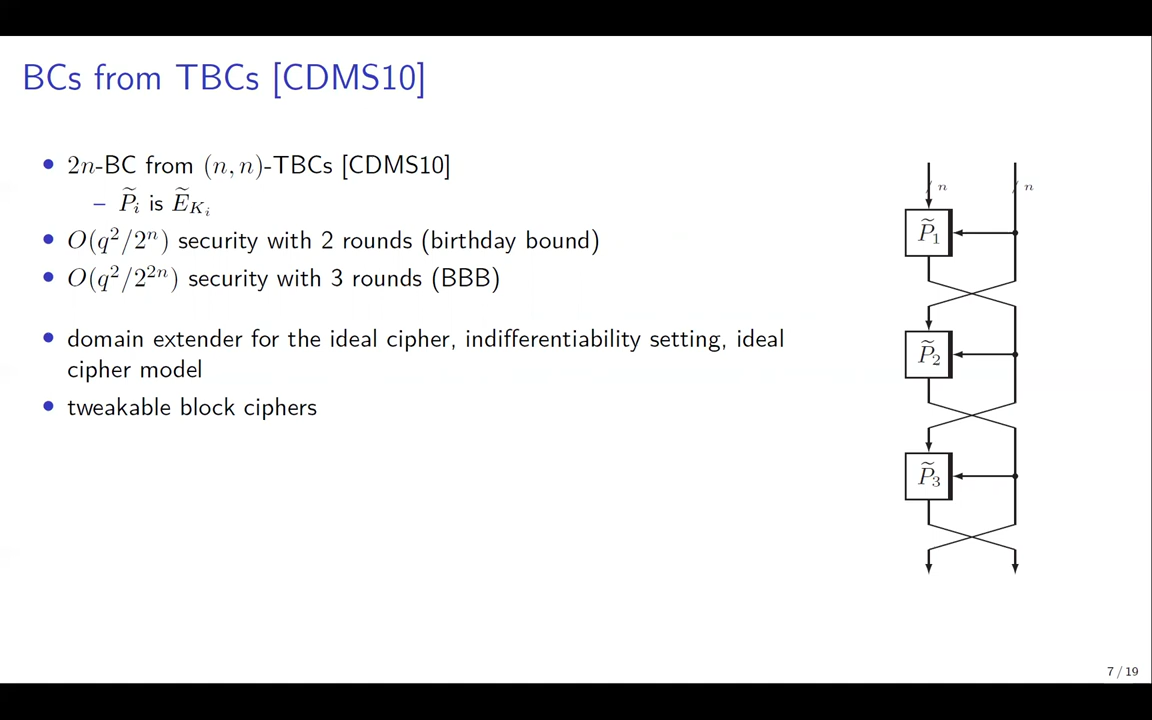 BCs from TBCs [CDMS10]
• 2n-BC from (n, n)-TBCs [CDMS10]
– P̃ᵢ is Ẽ_{Kᵢ}
• O(q²/2ⁿ) security with 2 rounds (birthday bound)
• O(q²/2²ⁿ) security with 3 rounds (BBB)
• domain extender for the ideal cipher, indifferentiability setting, ideal
cipher model
• tweakable block ciphers
n n
P̃₁
P̃₂
P̃₃
7 / 19